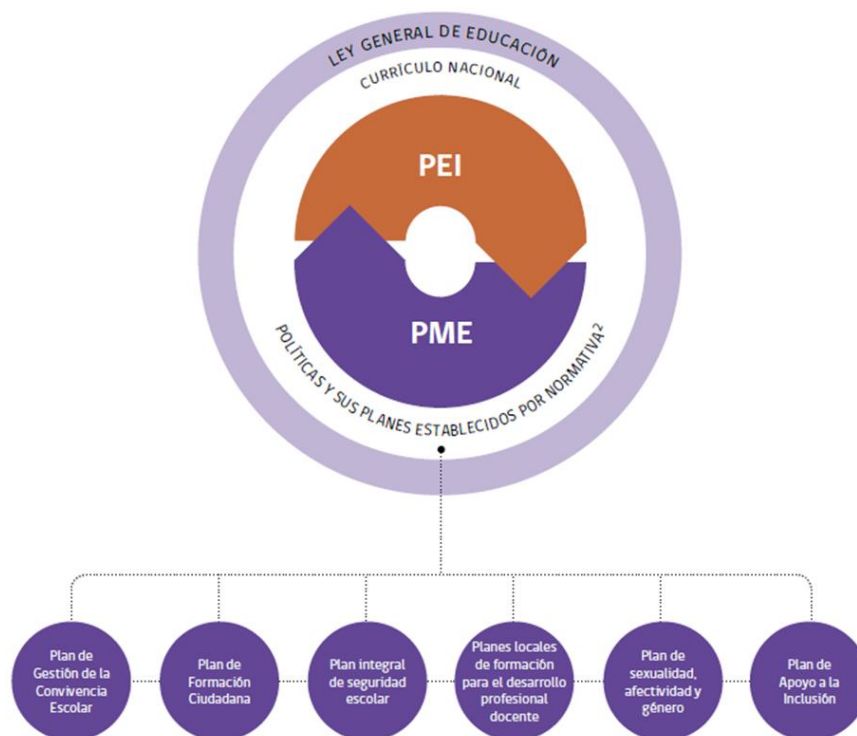 LEY GENERAL DE EDUCACIÓN
CURRÍCULO NACIONAL
PEI
PME
POLÍTICAS Y SUS PLANES ESTABLECIDOS POR NORMATIVA²
Plan de
Gestión de la
Convivencia
Escolar
Plan de
Formación
Ciudadana
Plan integral
de seguridad
escolar
Planes locales
de formación
para el desarrollo
profesional
docente
Plan de
sexualidad,
afectividad y
género
Plan de
Apoyo a la
Inclusión